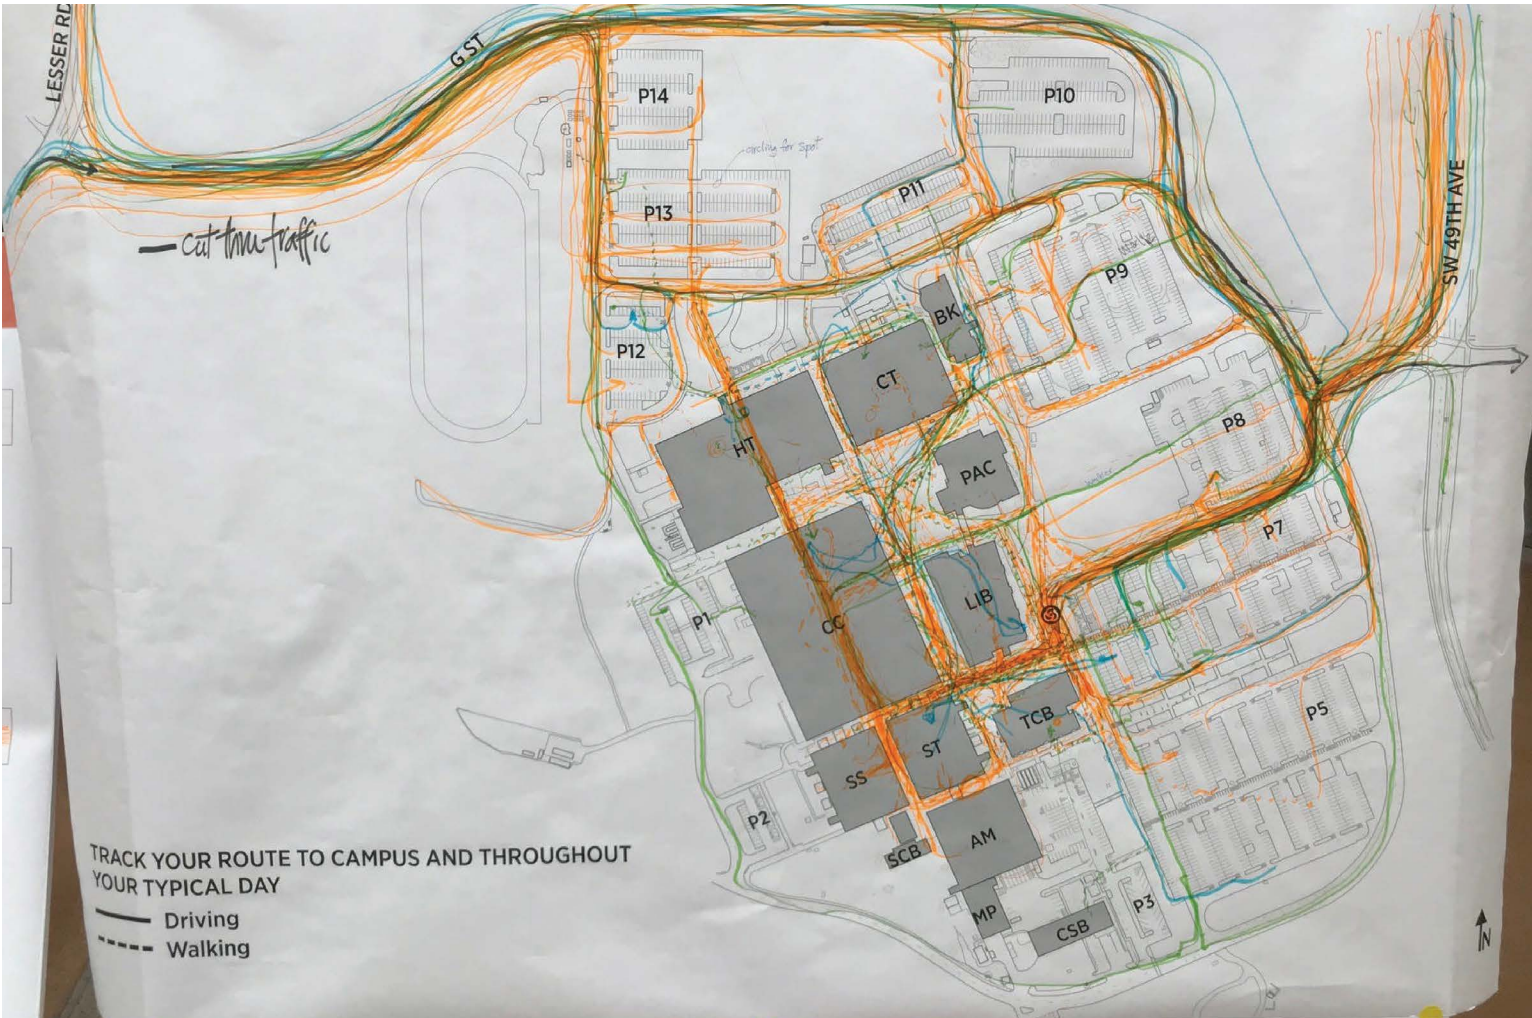 LESSER RD
G ST
P14
P10
circling for spot
P13
P11
SW 49TH AVE
cut thru traffic
P9
BK
P12
CT
P8
HT
PAC
P7
LIB
P1
CC
P5
TCB
ST
SS
P2
AM
SCB
P3
MP
CSB
TRACK YOUR ROUTE TO CAMPUS AND THROUGHOUT
YOUR TYPICAL DAY
Driving
Walking
N